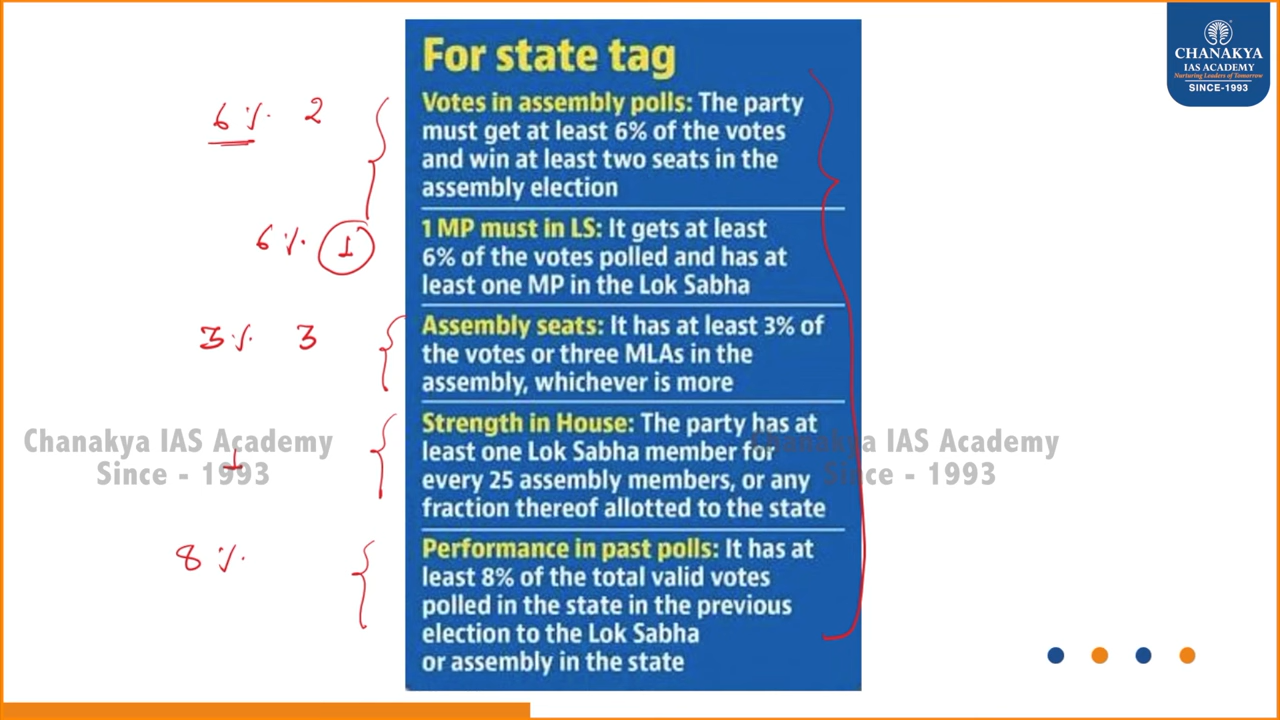 CHANAKYA
IAS ACADEMY
Nurturing Leaders of Tomorrow
SINCE-1993
For state tag
Votes in assembly polls: The party
must get at least 6% of the votes
and win at least two seats in the
assembly election
1 MP must in LS: It gets at least
6% of the votes polled and has at
least one MP in the Lok Sabha
Assembly seats: It has at least 3% of
the votes or three MLAs in the
assembly, whichever is more
Strength in House: The party has at
least one Lok Sabha member for
every 25 assembly members, or any
fraction thereof allotted to the state
Performance in past polls: It has at
least 8% of the total valid votes
polled in the state in the previous
election to the Lok Sabha
or assembly in the state
6% 2
6% 1
3% 3
1
8%
Chanakya IAS Academy
Since - 1993
Chanakya IAS Academy
Since - 1993